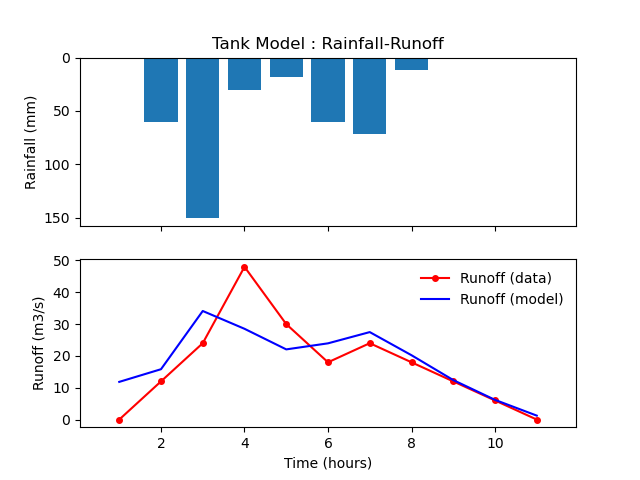 Tank Model : Rainfall-Runoff
0
50
100
150
Rainfall (mm)
50
40
30
20
10
0
Runoff (m3/s)
Runoff (data)
Runoff (model)
2 4 6 8 10
Time (hours)